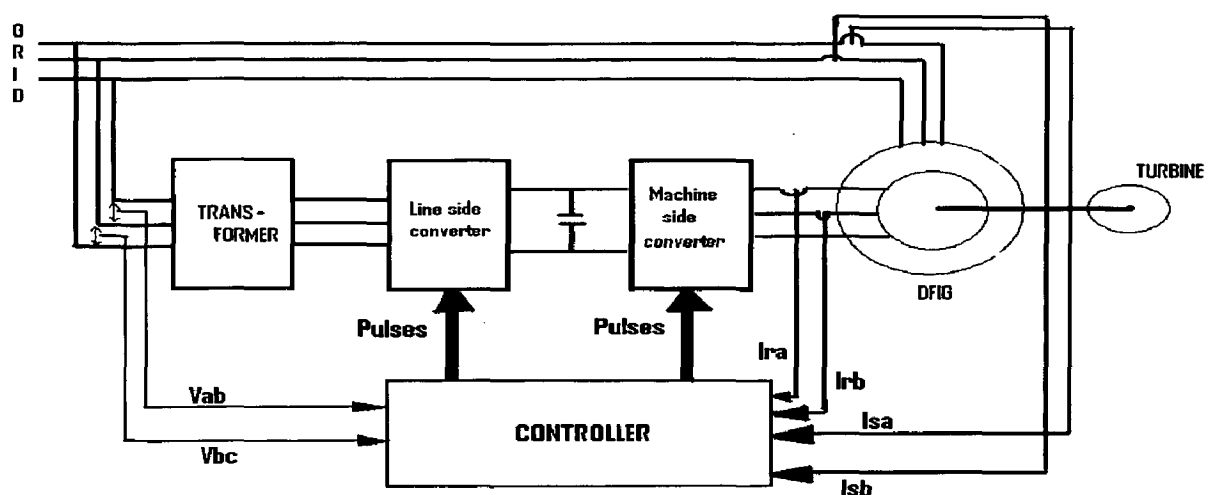 GRID
TRANS-
FORMER
Line side
converter
Machine
side
converter
DFIG
TURBINE
Pulses
Pulses
Ira
Irb
Vab
Isa
CONTROLLER
Vbc
Isb